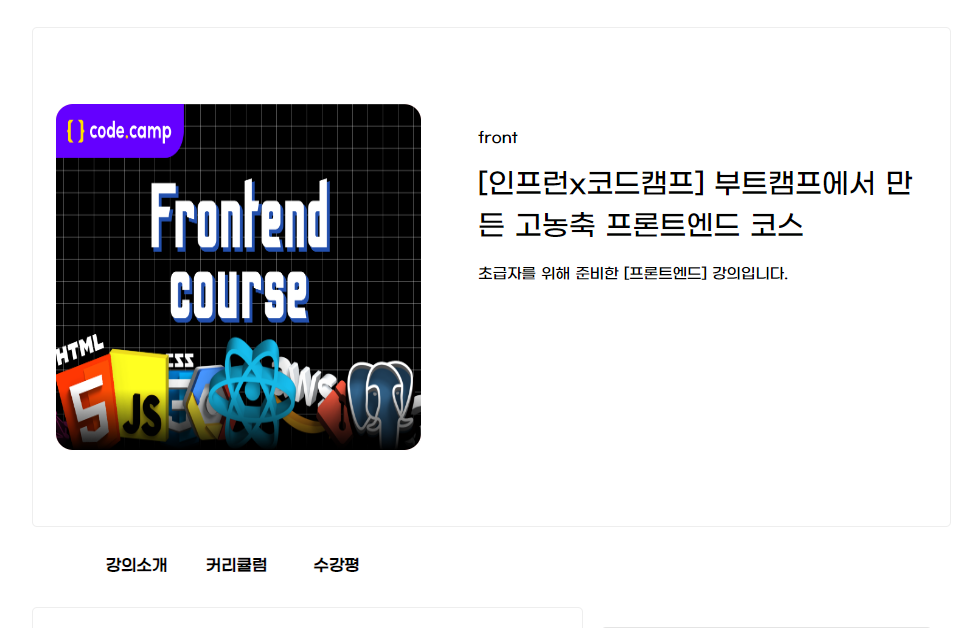 { } code.camp
Frontend
course
HTML
CSS
JS
front
[인프런x코드캠프] 부트캠프에서 만
든 고농축 프론트엔드 코스
초급자를 위해 준비한 [프론트엔드] 강의입니다.
강의소개 커리큘럼 수강평